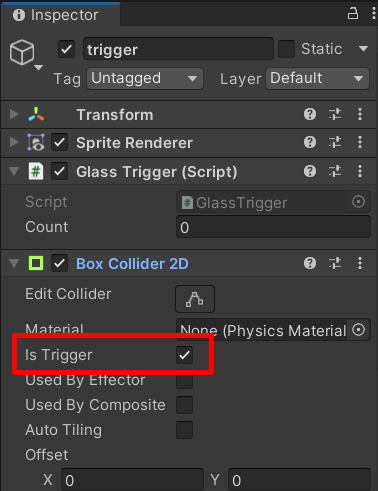 Inspector
trigger Static
Tag Untagged Layer Default
Transform
Sprite Renderer
Glass Trigger (Script)
Script GlassTrigger
Count 0
Box Collider 2D
Edit Collider
Material None (Physics Material
Is Trigger
Used By Effector
Used By Composite
Auto Tiling
Offset
X 0 Y 0